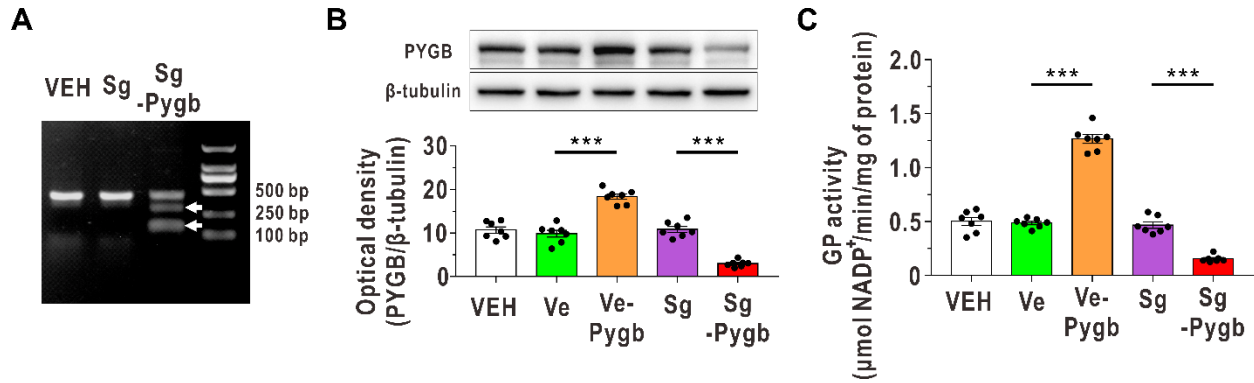 A
VEH Sg Sg
-Pygb
500 bp
250 bp
100 bp
B
PYGB
β-tubulin
Optical density
(PYGB/β-tubulin)
30
20
10
0
***
***
VEH Ve Ve-
Pygb Sg Sg
-Pygb
C
GP activity
(μmol NADP⁺/min/mg of protein)
2.0
1.5
1.0
0.5
0
***
***
VEH Ve Ve-
Pygb Sg Sg
-Pygb